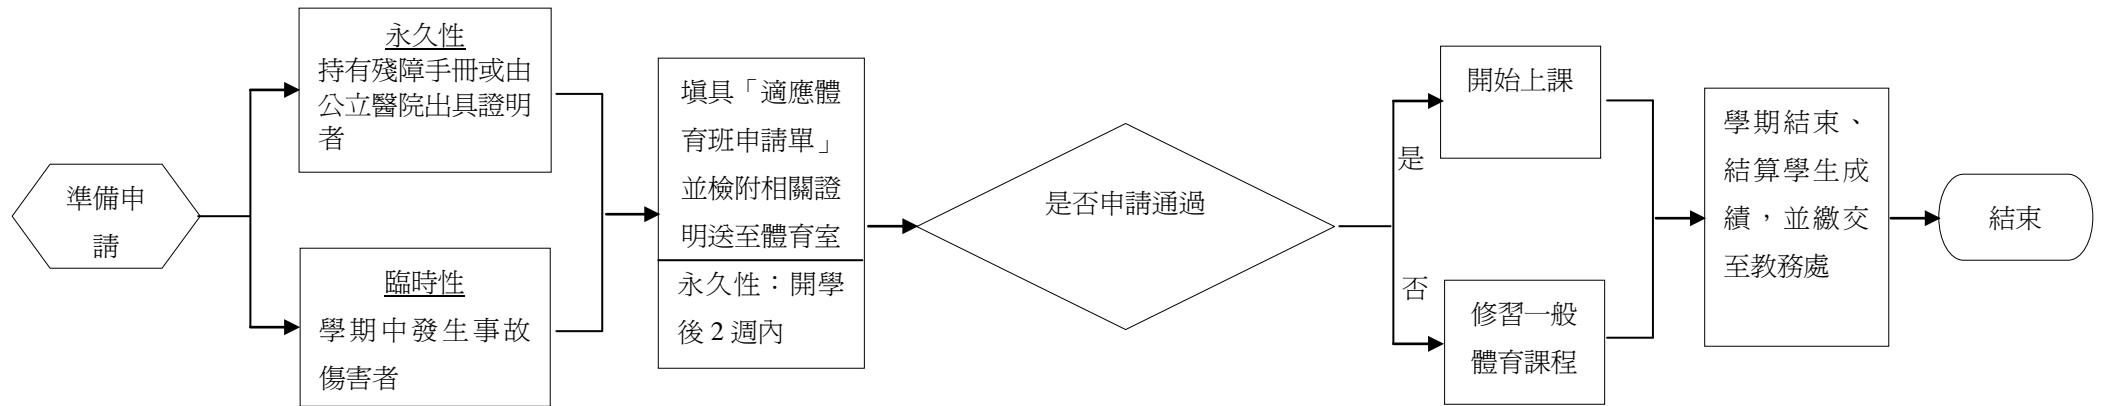 準備申
請
永久性
持有殘障手冊或由
公立醫院出具證明
者
臨時性
學期中發生事故
傷害者
填具「適應體
育班申請單」
並檢附相關證
明送至體育室
永久性：開學
後 2 週內
是否申請通過
是
否
開始上課
修習一般
體育課程
學期結束、
結算學生成
績，並繳交
至教務處
結束